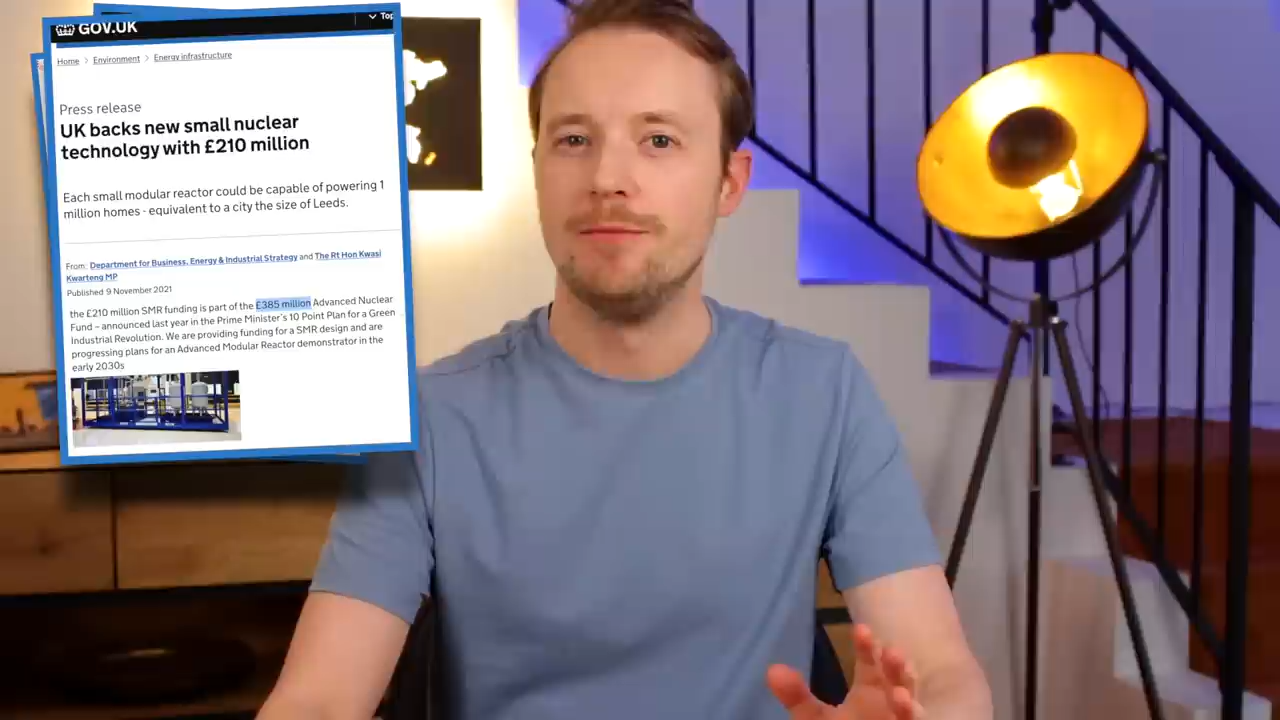 GOV.UK
Top
Home > Environment > Energy infrastructure
Press release
UK backs new small nuclear
technology with £210 million
Each small modular reactor could be capable of powering 1
million homes - equivalent to a city the size of Leeds.
From: Department for Business, Energy & Industrial Strategy and The Rt Hon Kwasi
Kwarteng MP
Published 9 November 2021
the £210 million SMR funding is part of the £385 million Advanced Nuclear
Fund – announced last year in the Prime Minister's 10 Point Plan for a Green
Industrial Revolution. We are providing funding for a SMR design and are
progressing plans for an Advanced Modular Reactor demonstrator in the
early 2030s